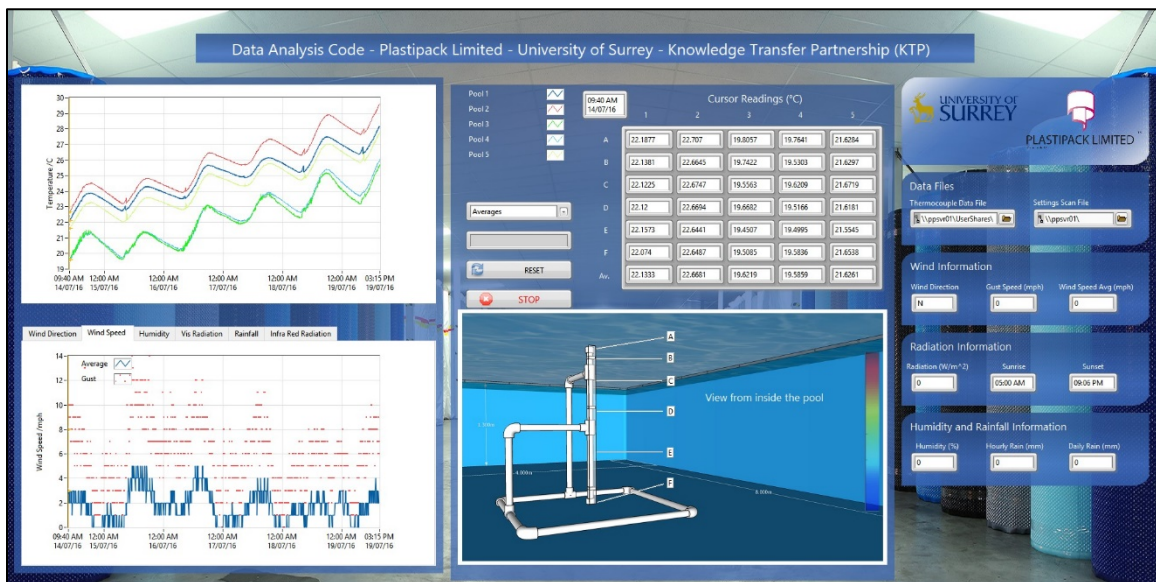 Data Analysis Code - Plastipack Limited - University of Surrey - Knowledge Transfer Partnership (KTP)
30
29
28
27
26
25
24
23
22
21
20
19
Temperature /C
09:40 AM 12:00 AM 12:00 AM 12:00 AM 12:00 AM 12:00 AM 03:15 PM
14/07/16 15/07/16 16/07/16 17/07/16 18/07/16 19/07/16 19/07/16
Pool 1
Pool 2
Pool 3
Pool 4
Pool 5
09:40 AM
14/07/16
Cursor Readings (°C)
1 2 3 4 5
A 22.1877 22.707 19.8057 19.7641 21.6284
B 22.1381 22.6645 19.7422 19.5303 21.6297
C 22.1225 22.6747 19.5563 19.6209 21.6719
D 22.12 22.6694 19.6682 19.5166 21.6181
E 22.1573 22.6441 19.4507 19.4995 21.5545
F 22.074 22.6487 19.5085 19.5836 21.6538
Av. 22.1333 22.6681 19.6219 19.5859 21.6261
Averages
RESET
STOP
Wind Direction Wind Speed Humidity Vis Radiation Rainfall Infra Red Radiation
14
12
10
8
6
4
2
0
Wind Speed /mph
Average
Gust
09:40 AM 12:00 AM 12:00 AM 12:00 AM 12:00 AM 12:00 AM 03:15 PM
14/07/16 15/07/16 16/07/16 17/07/16 18/07/16 19/07/16 19/07/16
A
B
C
D
E
F
View from inside the pool
UNIVERSITY OF
SURREY
PLASTIPACK LIMITED
Data Files
Thermocouple Data File Settings Scan File
\\ppsvr01\UserShares\ \\ppsvr01\
Wind Information
Wind Direction Gust Speed (mph) Wind Speed Avg (mph)
N 0 0
Radiation Information
Radiation (W/m^2) Sunrise Sunset
0 05:00 AM 09:06 PM
Humidity and Rainfall Information
Humidity (%) Hourly Rain (mm) Daily Rain (mm)
0 0 0